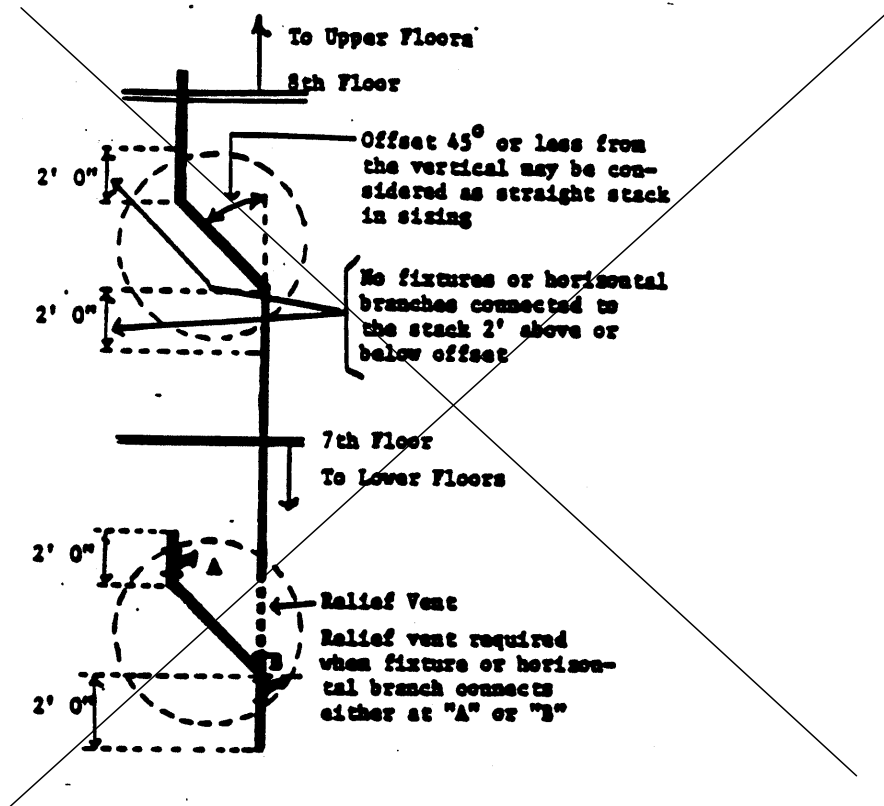 To Upper Floors
8th Floor
2' 0"
Offset 45° or less from
the vertical may be con-
sidered as straight stack
in sizing
2' 0"
No fixtures or horizontal
branches connected to
the stack 2' above or
below offset
7th Floor
To Lower Floors
2' 0"
A
Relief Vent
B
Relief vent required
when fixture or horizon-
tal branch connects
either at "A" or "B"
2' 0"